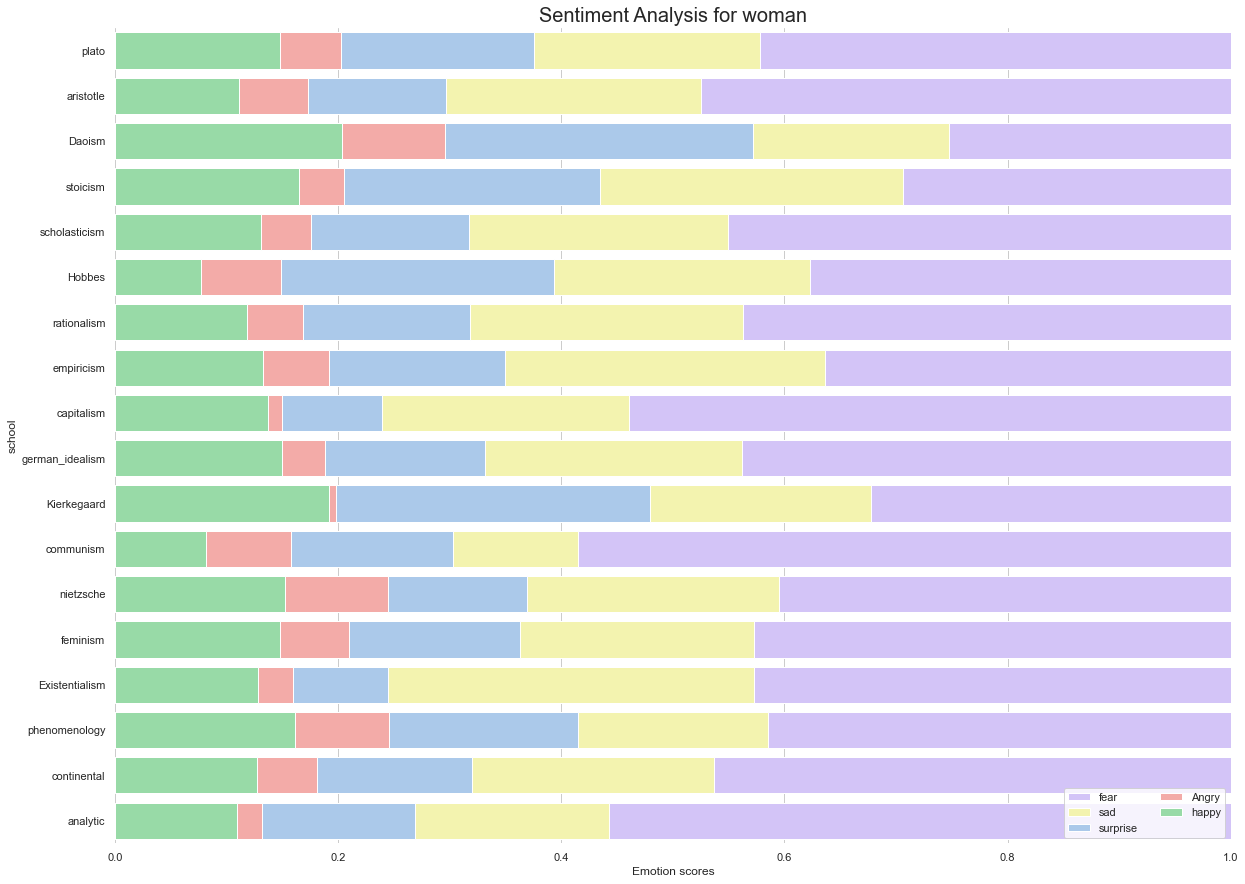 Sentiment Analysis for woman
plato
aristotle
Daoism
stoicism
scholasticism
Hobbes
rationalism
empiricism
capitalism
german_idealism
Kierkegaard
communism
nietzsche
feminism
Existentialism
phenomenology
continental
analytic
school
fear
sad
surprise
Angry
happy
0.0 0.2 0.4 0.6 0.8 1.0
Emotion scores